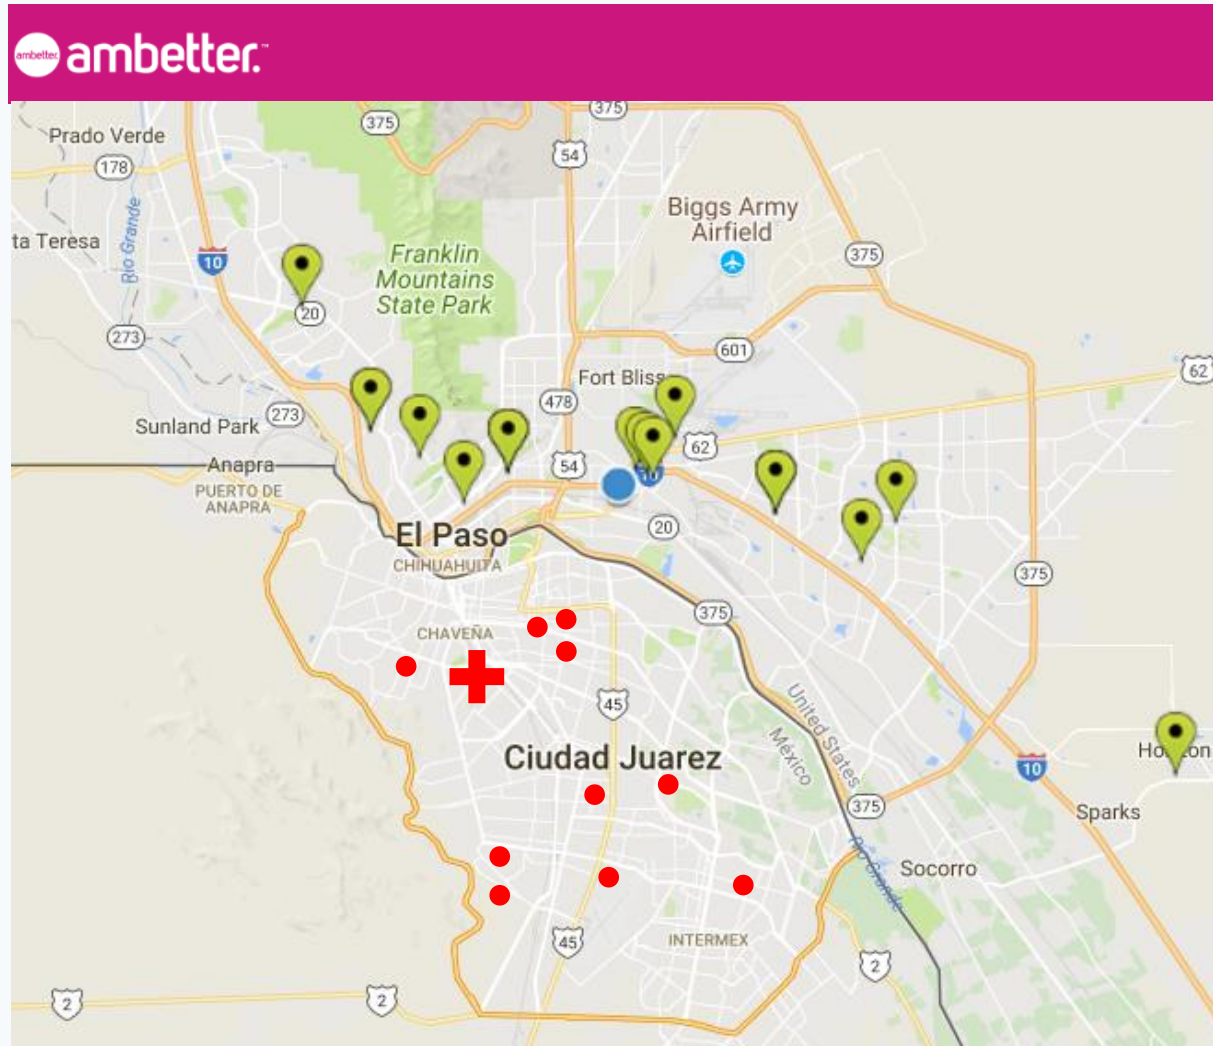 ambetter.
ambetter.™
375
375
Prado Verde
54
178
Rio Grande
Biggs Army
Airfield
ta Teresa
10
Franklin
Mountains
State Park
375
20
273
601
62
Fort Bliss
273
478
Sunland Park
62
Anapra
54
10
PUERTO DE
ANAPRA
20
El Paso
CHIHUAHUITA
375
375
CHAVEÑA
45
United States
México
Ciudad Juarez
10
375
Sparks
Rio Grande
Socorro
45
INTERMEX
2
2
2